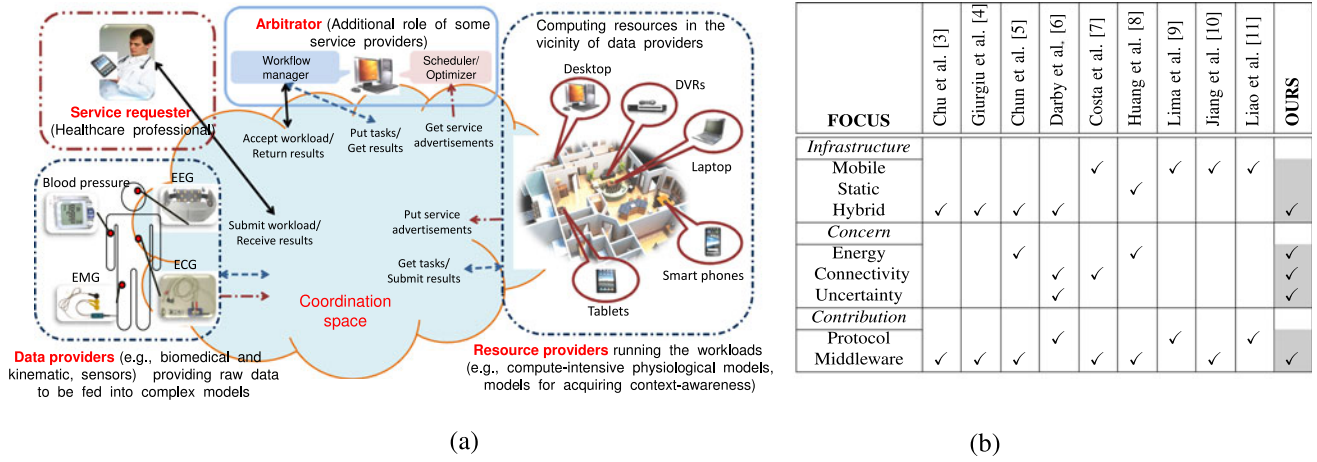 Arbitrator (Additional role of some
service providers)
Workflow
manager
Scheduler/
Optimizer
Service requester
(Healthcare professional)
Accept workload/
Return results
Put tasks/
Get results
Get service
advertisements
Computing resources in the
vicinity of data providers
Desktop
DVRs
Laptop
Smart phones
Tablets
Blood pressure
EEG
EMG
ECG
Submit workload/
Receive results
Put service
advertisements
Get tasks/
Submit results
Coordination
space
Data providers (e.g., biomedical and
kinematic, sensors) providing raw data
to be fed into complex models
Resource providers running the workloads
(e.g., compute-intensive physiological models,
models for acquiring context-awareness)
(a)
FOCUS Chu et al. [3] Giurgiu et al. [4] Chun et al. [5] Darby et al, [6] Costa et al. [7] Huang et al. [8] Lima et al. [9] Jiang et al. [10] Liao et al. [11] OURS
Infrastructure
Mobile ✓ ✓ ✓ ✓
Static ✓
Hybrid ✓ ✓ ✓ ✓ ✓
Concern
Energy ✓ ✓ ✓
Connectivity ✓ ✓ ✓
Uncertainty ✓ ✓
Contribution
Protocol ✓ ✓ ✓
Middleware ✓ ✓ ✓ ✓ ✓ ✓ ✓
(b)